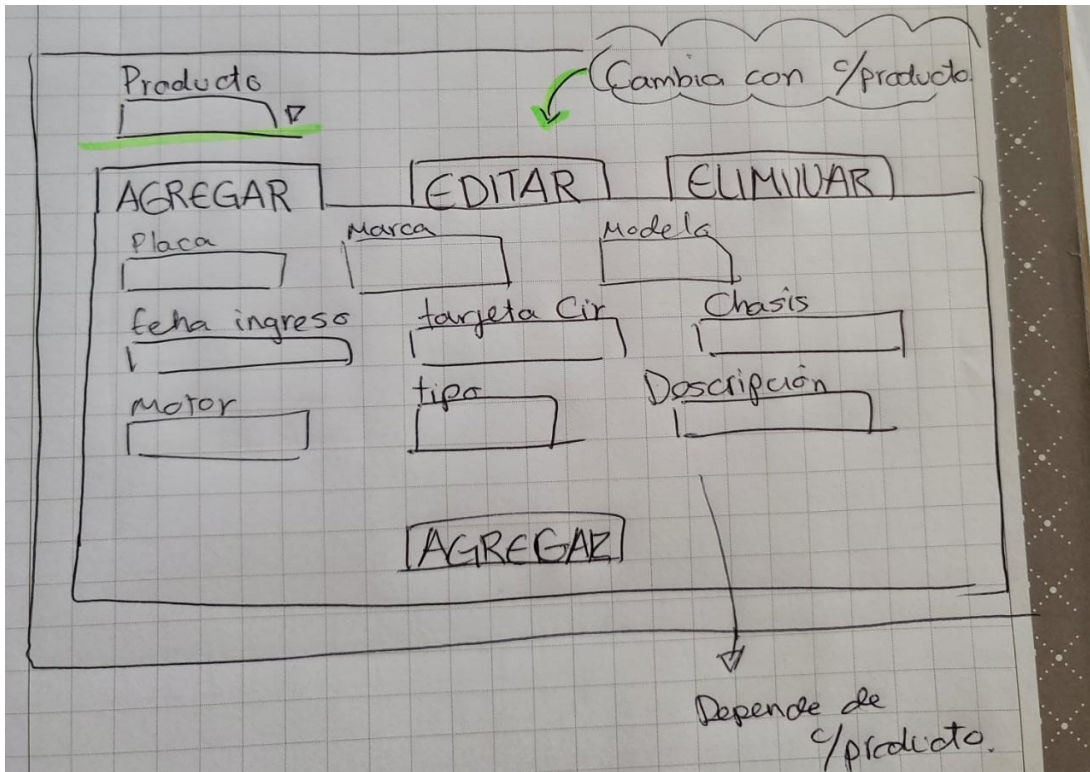 Producto
Cambia con c/producto
AGREGAR EDITAR ELIMINAR
Placa Marca Modelo
fecha ingreso tarjeta Cir Chasis
Motor tipo Descripción
AGREGAR
Depende de
c/producto.